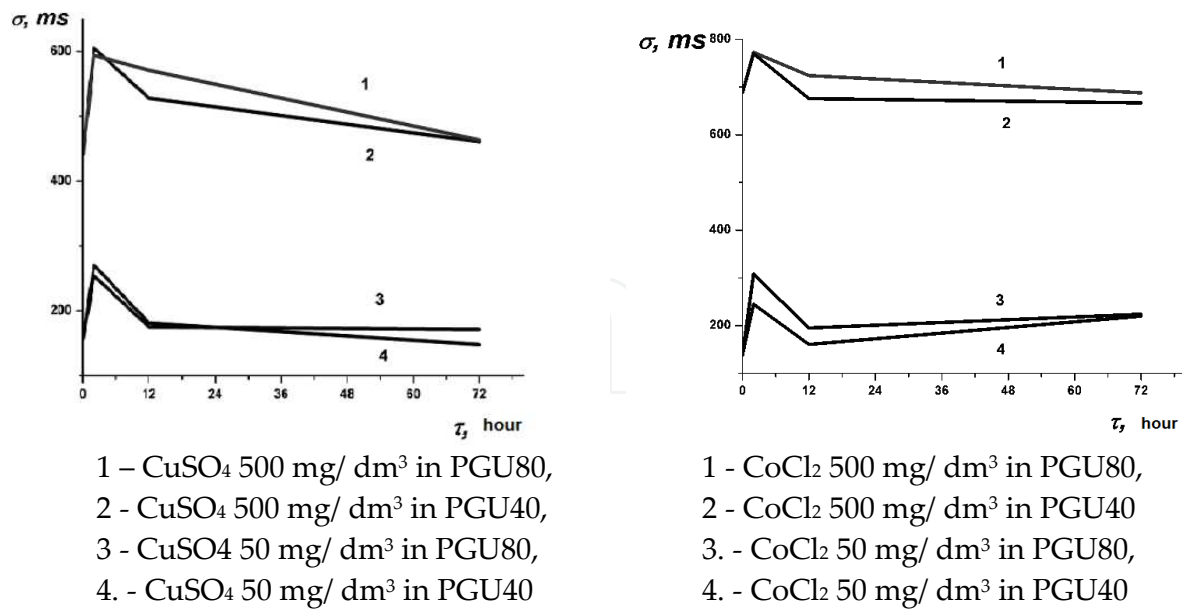 σ, ms
600
400
200
1
2
3
4
0 12 24 36 48 60 72
τ, hour
1 – CuSO₄ 500 mg/ dm³ in PGU80,
2 - CuSO₄ 500 mg/ dm³ in PGU40,
3 - CuSO4 50 mg/ dm³ in PGU80,
4. - CuSO₄ 50 mg/ dm³ in PGU40
σ, ms
800
600
400
200
1
2
3
4
0 12 24 36 48 60 72
τ, hour
1 - CoCl₂ 500 mg/ dm³ in PGU80,
2 - CoCl₂ 500 mg/ dm³ in PGU40
3. - CoCl₂ 50 mg/ dm³ in PGU80,
4. - CoCl₂ 50 mg/ dm³ in PGU40